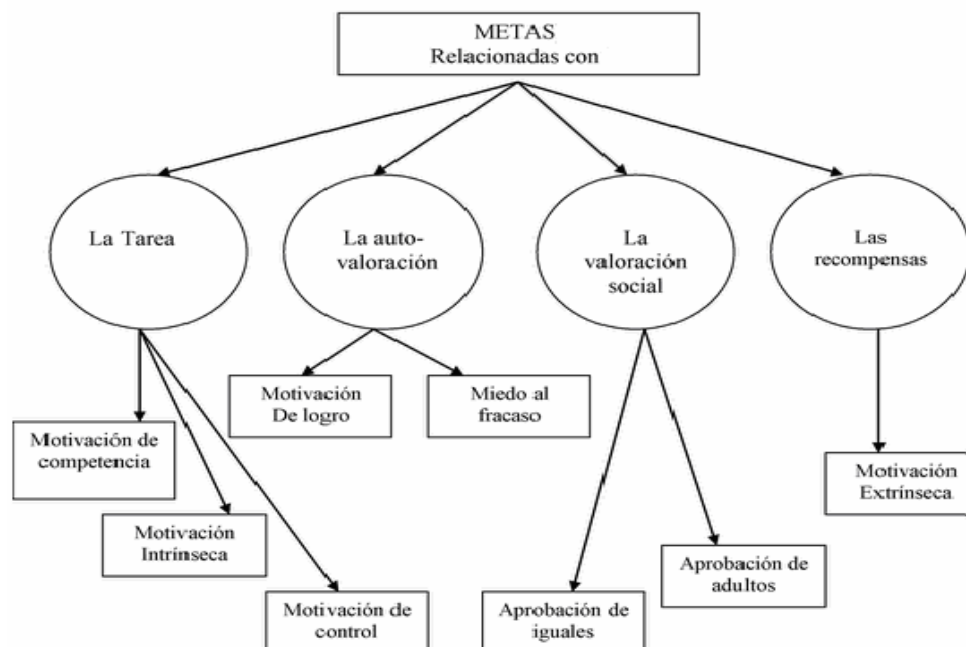 METAS
Relacionadas con
La Tarea
La auto-
valoración
La
valoración
social
Las
recompensas
Motivación
De logro
Miedo al
fracaso
Motivación de
competencia
Motivación
Extrínseca
Motivación
Intrínseca
Aprobación de
adultos
Motivación de
control
Aprobación de
iguales